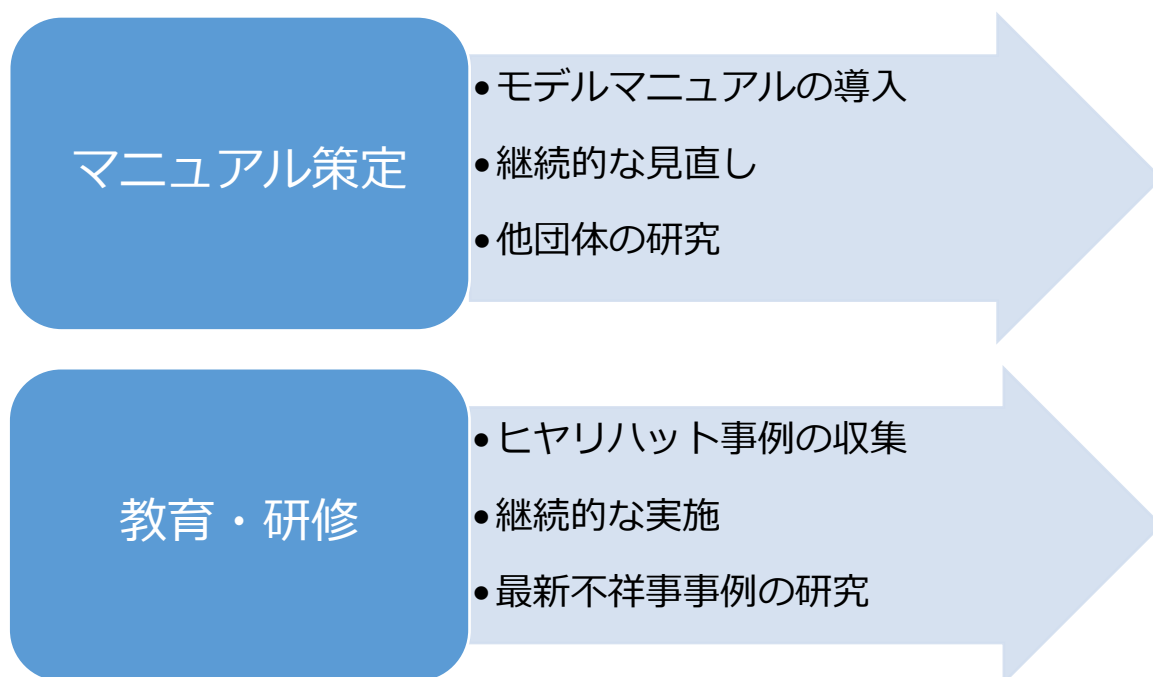 マニュアル策定
•モデルマニュアルの導入
•継続的な見直し
•他団体の研究
教育・研修
•ヒヤリハット事例の収集
•継続的な実施
•最新不祥事事例の研究